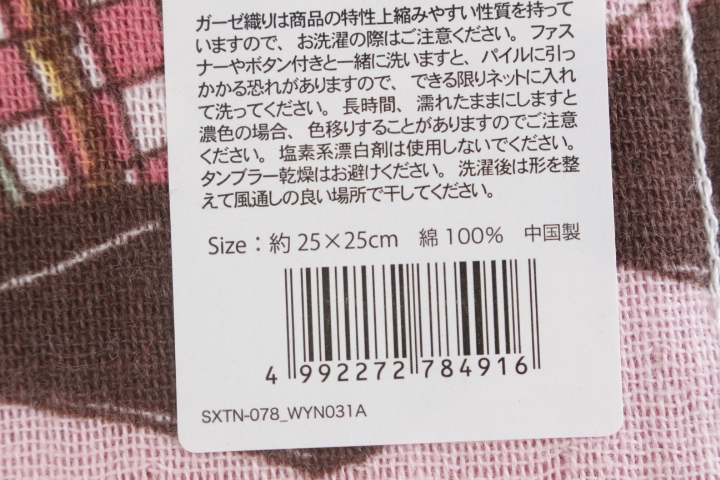 ガーゼ織りは商品の特性上縮みやすい性質を持って
いますので、お洗濯の際はご注意ください。ファス
ナーやボタン付きと一緒に洗いますと、パイルに引っ
かかる恐れがありますので、できる限りネットに入れ
て洗ってください。長時間、濡れたままにしますと
濃色の場合、色移りすることがありますのでご注意
ください。塩素系漂白剤は使用しないでください。
タンブラー乾燥はお避けください。洗濯後は形を整
えて風通しの良い場所で干してください。
Size：約 25×25cm 綿 100% 中国製
4 992272 784916
SXTN-078_WYN031A